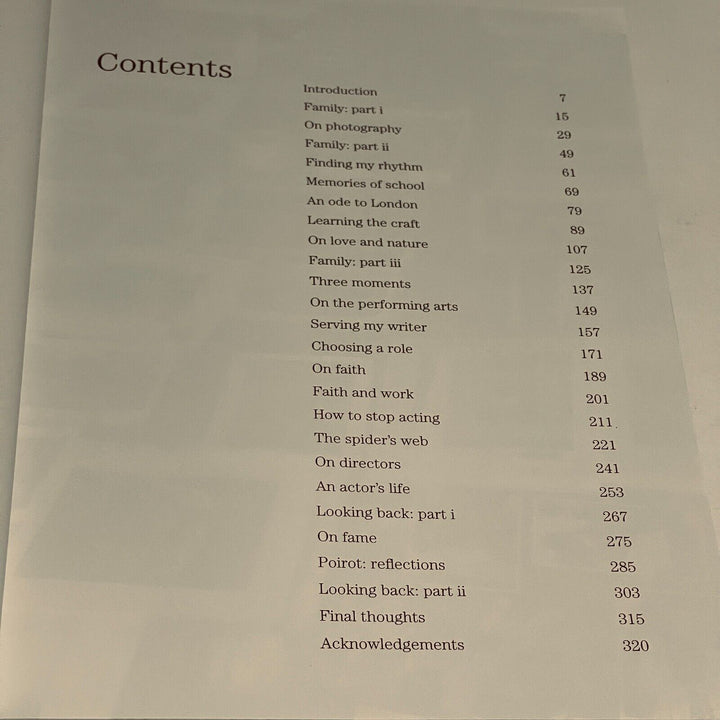 Contents
Introduction 7
Family: part i 15
On photography 29
Family: part ii 49
Finding my rhythm 61
Memories of school 69
An ode to London 79
Learning the craft 89
On love and nature 107
Family: part iii 125
Three moments 137
On the performing arts 149
Serving my writer 157
Choosing a role 171
On faith 189
Faith and work 201
How to stop acting 211
The spider's web 221
On directors 241
An actor's life 253
Looking back: part i 267
On fame 275
Poirot: reflections 285
Looking back: part ii 303
Final thoughts 315
Acknowledgements 320